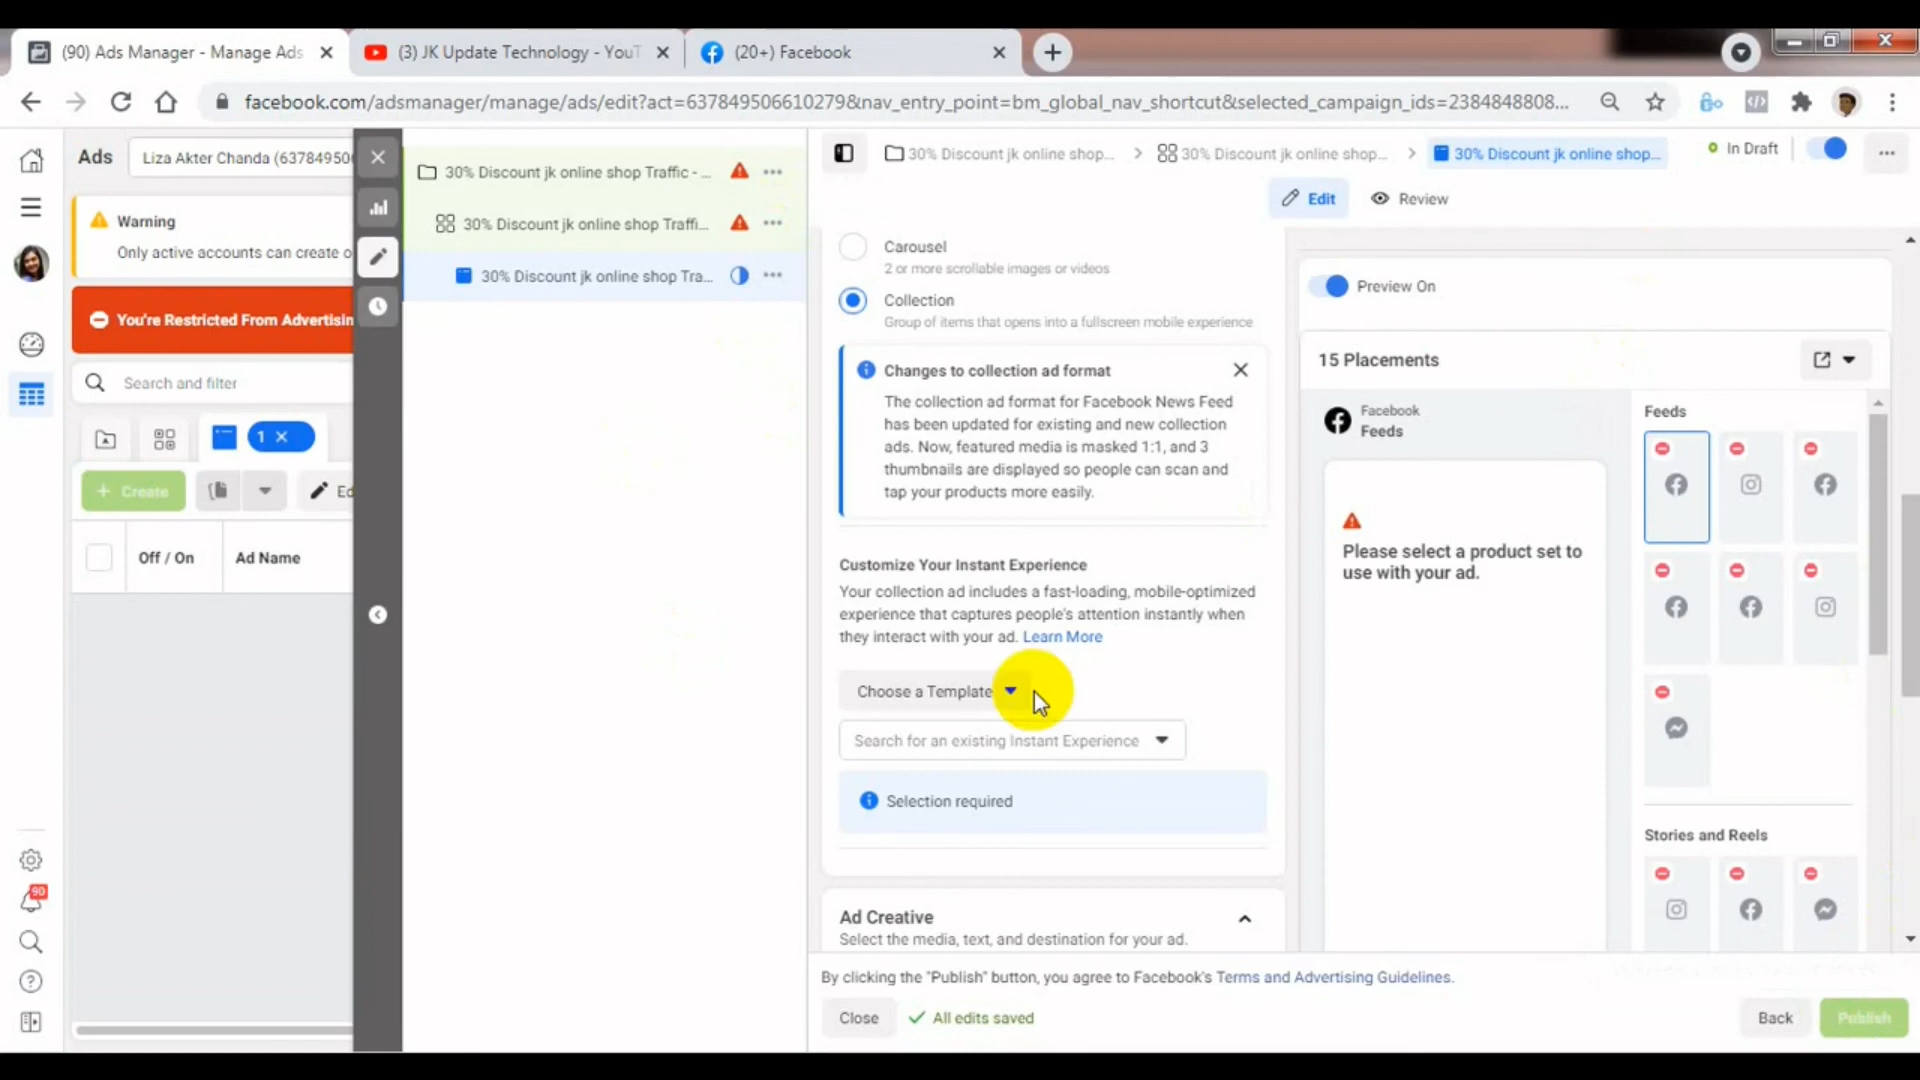 (90) Ads Manager - Manage Ads
(3) JK Update Technology - YouT
(20+) Facebook
facebook.com/adsmanager/manage/ads/edit?act=637849506610279&nav_entry_point=bm_global_nav_shortcut&selected_campaign_ids=2384848808...
Ads
Liza Akter Chanda (63784950
Warning
Only active accounts can create o
You're Restricted From Advertisin
Search and filter
1
+ Create
Ed
Off / On
Ad Name
90
30% Discount jk online shop Traffic - ...
30% Discount jk online shop Traffi...
30% Discount jk online shop Tra...
30% Discount jk online shop...
30% Discount jk online shop...
30% Discount jk online shop...
In Draft
Edit
Review
Carousel
2 or more scrollable images or videos
Collection
Group of items that opens into a fullscreen mobile experience
Changes to collection ad format
The collection ad format for Facebook News Feed
has been updated for existing and new collection
ads. Now, featured media is masked 1:1, and 3
thumbnails are displayed so people can scan and
tap your products more easily.
Customize Your Instant Experience
Your collection ad includes a fast-loading, mobile-optimized
experience that captures people's attention instantly when
they interact with your ad. Learn More
Choose a Template
Search for an existing Instant Experience
Selection required
Ad Creative
Select the media, text, and destination for your ad.
Preview On
15 Placements
Facebook
Feeds
Please select a product set to
use with your ad.
Feeds
Stories and Reels
By clicking the "Publish" button, you agree to Facebook's Terms and Advertising Guidelines.
Close
All edits saved
Back
Publish